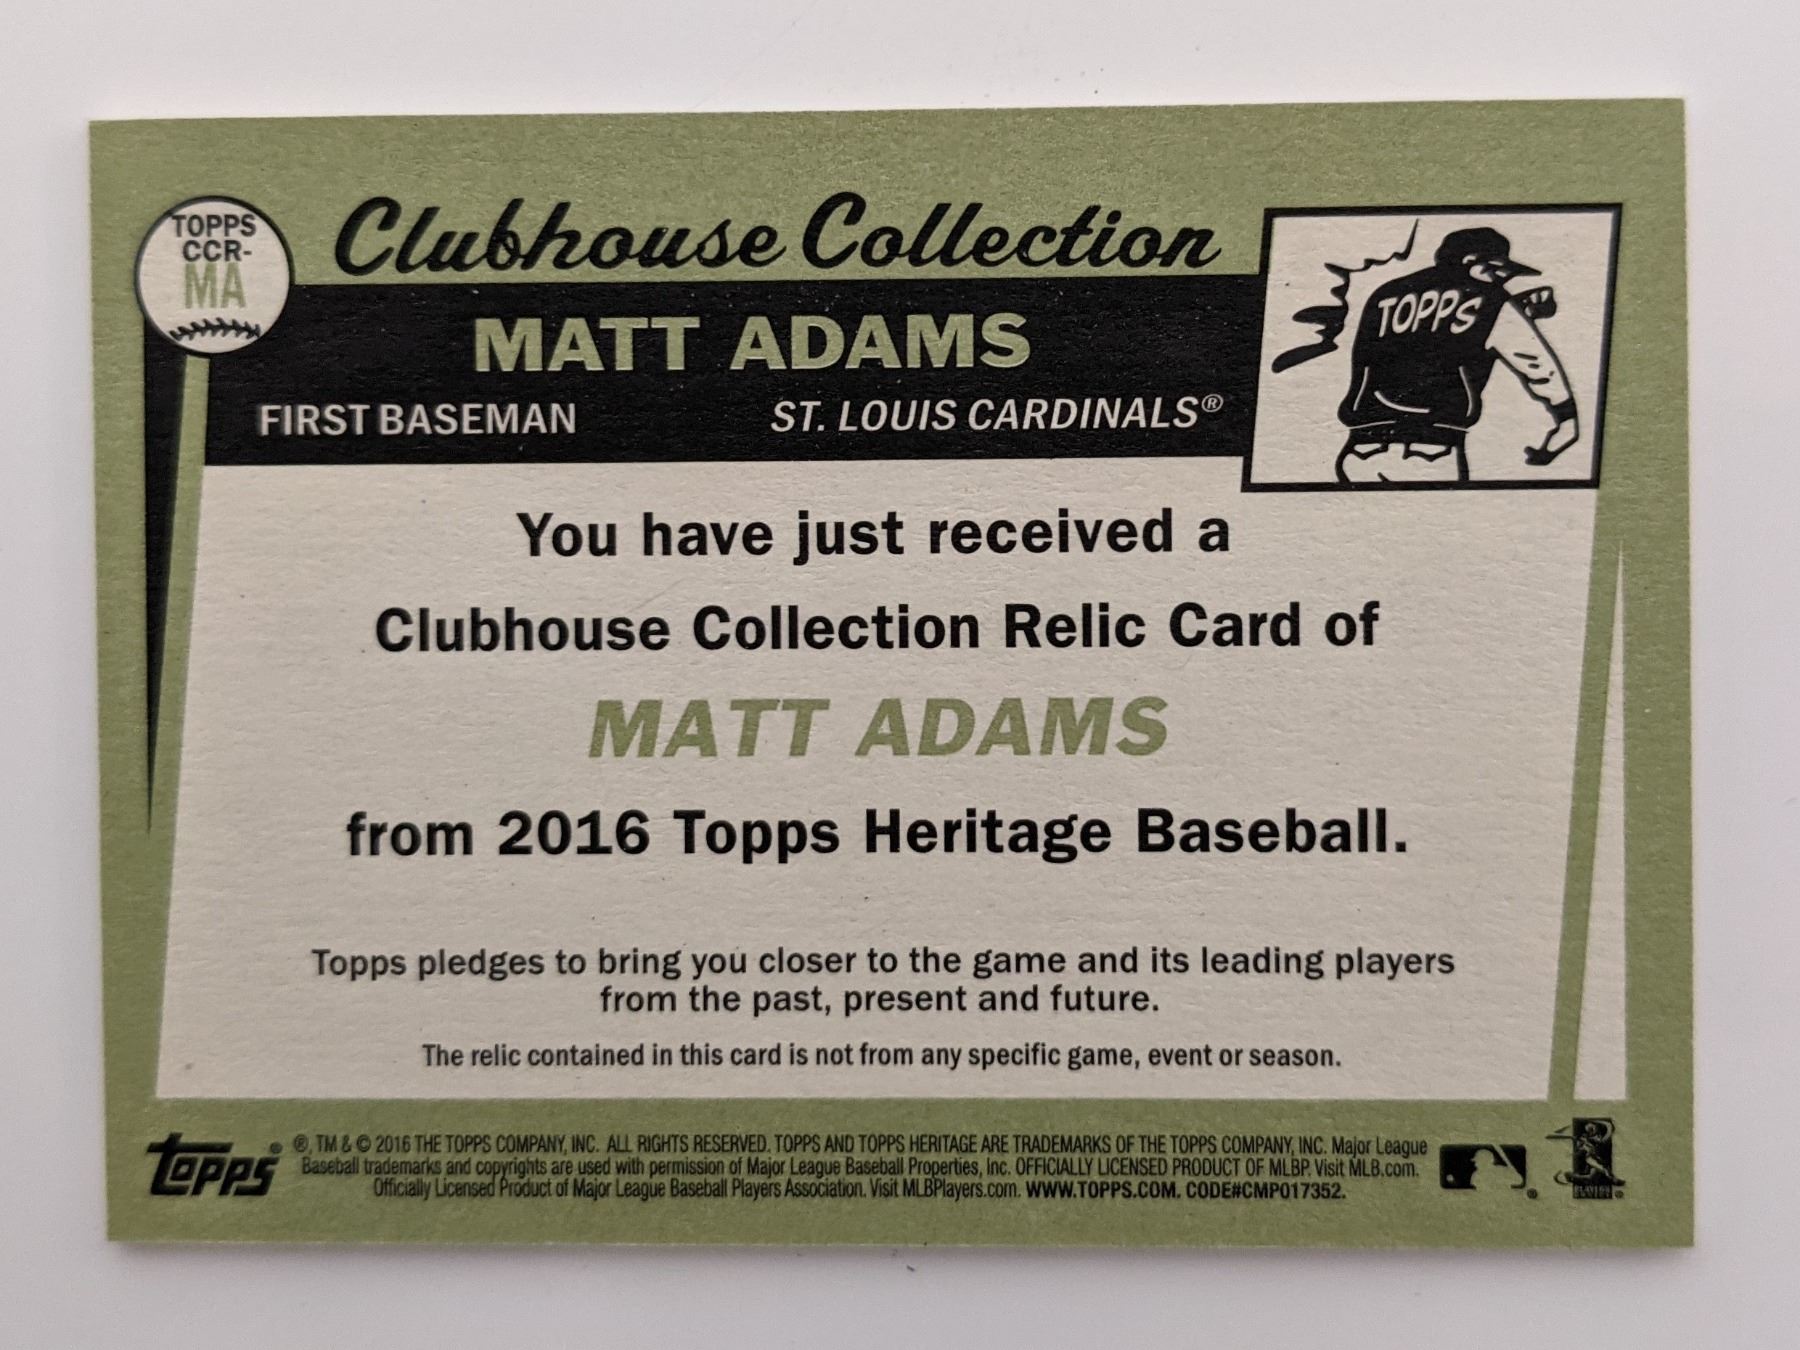 TOPPS
CCR-
MA
Clubhouse Collection
MATT ADAMS
FIRST BASEMAN ST. LOUIS CARDINALS®
TOPPS
You have just received a
Clubhouse Collection Relic Card of
MATT ADAMS
from 2016 Topps Heritage Baseball.
Topps pledges to bring you closer to the game and its leading players
from the past, present and future.
The relic contained in this card is not from any specific game, event or season.
Topps®
®, TM & © 2016 THE TOPPS COMPANY, INC. ALL RIGHTS RESERVED. TOPPS AND TOPPS HERITAGE ARE TRADEMARKS OF THE TOPPS COMPANY, INC. Major League
Baseball trademarks and copyrights are used with permission of Major League Baseball Properties, Inc. OFFICIALLY LICENSED PRODUCT OF MLBP. Visit MLB.com.
Officially Licensed Product of Major League Baseball Players Association. Visit MLBPlayers.com. WWW.TOPPS.COM. CODE#CMP017352.